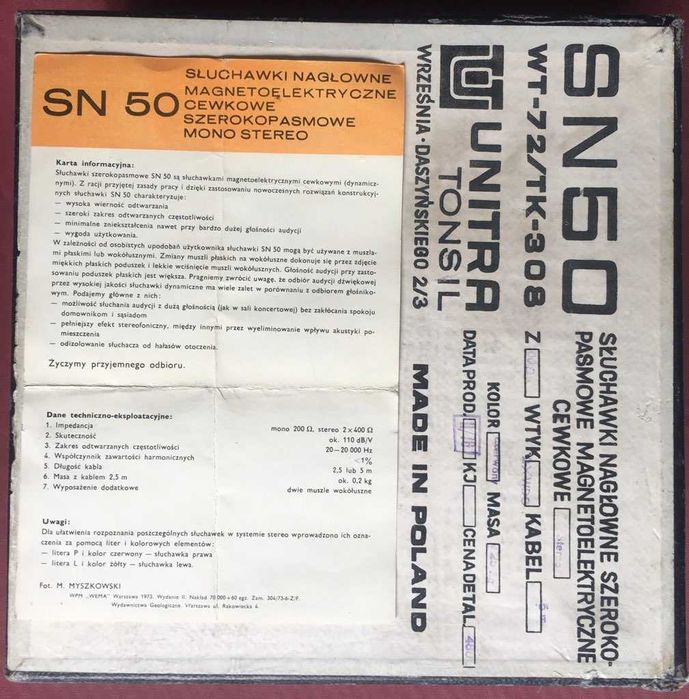 SN 50
SŁUCHAWKI NAGŁOWNE
MAGNETOELEKTRYCZNE
CEWKOWE
SZEROKOPASMOWE
MONO STEREO
Karta informacyjna:
Słuchawki szerokopasmowe SN 50 są słuchawkami magnetoelektrycznymi cewkowymi (dynamicz-
nymi). Z racji przyjętej zasady pracy i dzięki zastosowaniu nowoczesnych rozwiązań konstrukcyj-
nych słuchawki SN 50 charakteryzuje:
— wysoka wierność odtwarzania
— szeroki zakres odtwarzanych częstotliwości
— minimalne zniekształcenia nawet przy bardzo dużej głośności audycji
— wygoda użytkowania.
W zależności od osobistych upodobań użytkownika słuchawki SN 50 mogą być używane z muszla-
mi płaskimi lub wokółusznymi. Zmiany muszli płaskich na wokółuszne dokonuje się przez zdjęcie
miękkich płaskich poduszek i lekkie wciśnięcie muszli wokółusznych. Głośność audycji przy zasto-
sowaniu poduszek płaskich jest większa. Pragniemy zwrócić uwagę, że odbiór audycji dźwiękowej
przez wysokiej jakości słuchawki dynamiczne ma wiele zalet w porównaniu z odbiorem głośniko-
wym. Podajemy główne z nich:
— możliwość słuchania audycji z dużą głośnością (jak w sali koncertowej) bez zakłócania spokoju
domownikom i sąsiadom
— pełniejszy efekt stereofoniczny, między innymi przez wyeliminowanie wpływu akustyki po-
mieszczenia
— odizolowanie słuchacza od hałasów otoczenia.
Życzymy przyjemnego odbioru.
Dane techniczno-eksploatacyjne:
1. Impedancja mono 200 Ω, stereo 2×400 Ω
2. Skuteczność ok. 110 dB/V
3. Zakres odtwarzanych częstotliwości 20—20 000 Hz
4. Współczynnik zawartości harmonicznych <1%
5. Długość kabla 2,5 lub 5 m
6. Masa z kablem 2,5 m ok. 0,2 kg
7. Wyposażenie dodatkowe dwie muszle wokółuszne
Uwagi:
Dla ułatwienia rozpoznania poszczególnych słuchawek w systemie stereo wprowadzono ich ozna-
czenia za pomocą liter i kolorowych elementów:
— litera P i kolor czerwony — słuchawka prawa
— litera L i kolor żółty — słuchawka lewa.
Fot. M. MYSZKOWSKI
WPM „WEMA" Warszawa 1973. Wydanie II. Nakład 70 000+60 egz. Zam. 304/73-6-Z/F.
Wydawnictwa Geologiczne. Warszawa ul. Rakowiecka 4.
SN50
WT-72/TK-308
UNITRA
TONSIL
WRZEŚNIA · DASZYŃSKIEGO 2/3
MADE IN POLAND
SŁUCHAWKI NAGŁOWNE SZEROKO-
PASMOWE MAGNETOELEKTRYCZNE
CEWKOWE
Z WTYK KABEL
KOLOR MASA
DATA PROD. KJ CENA DETAL.